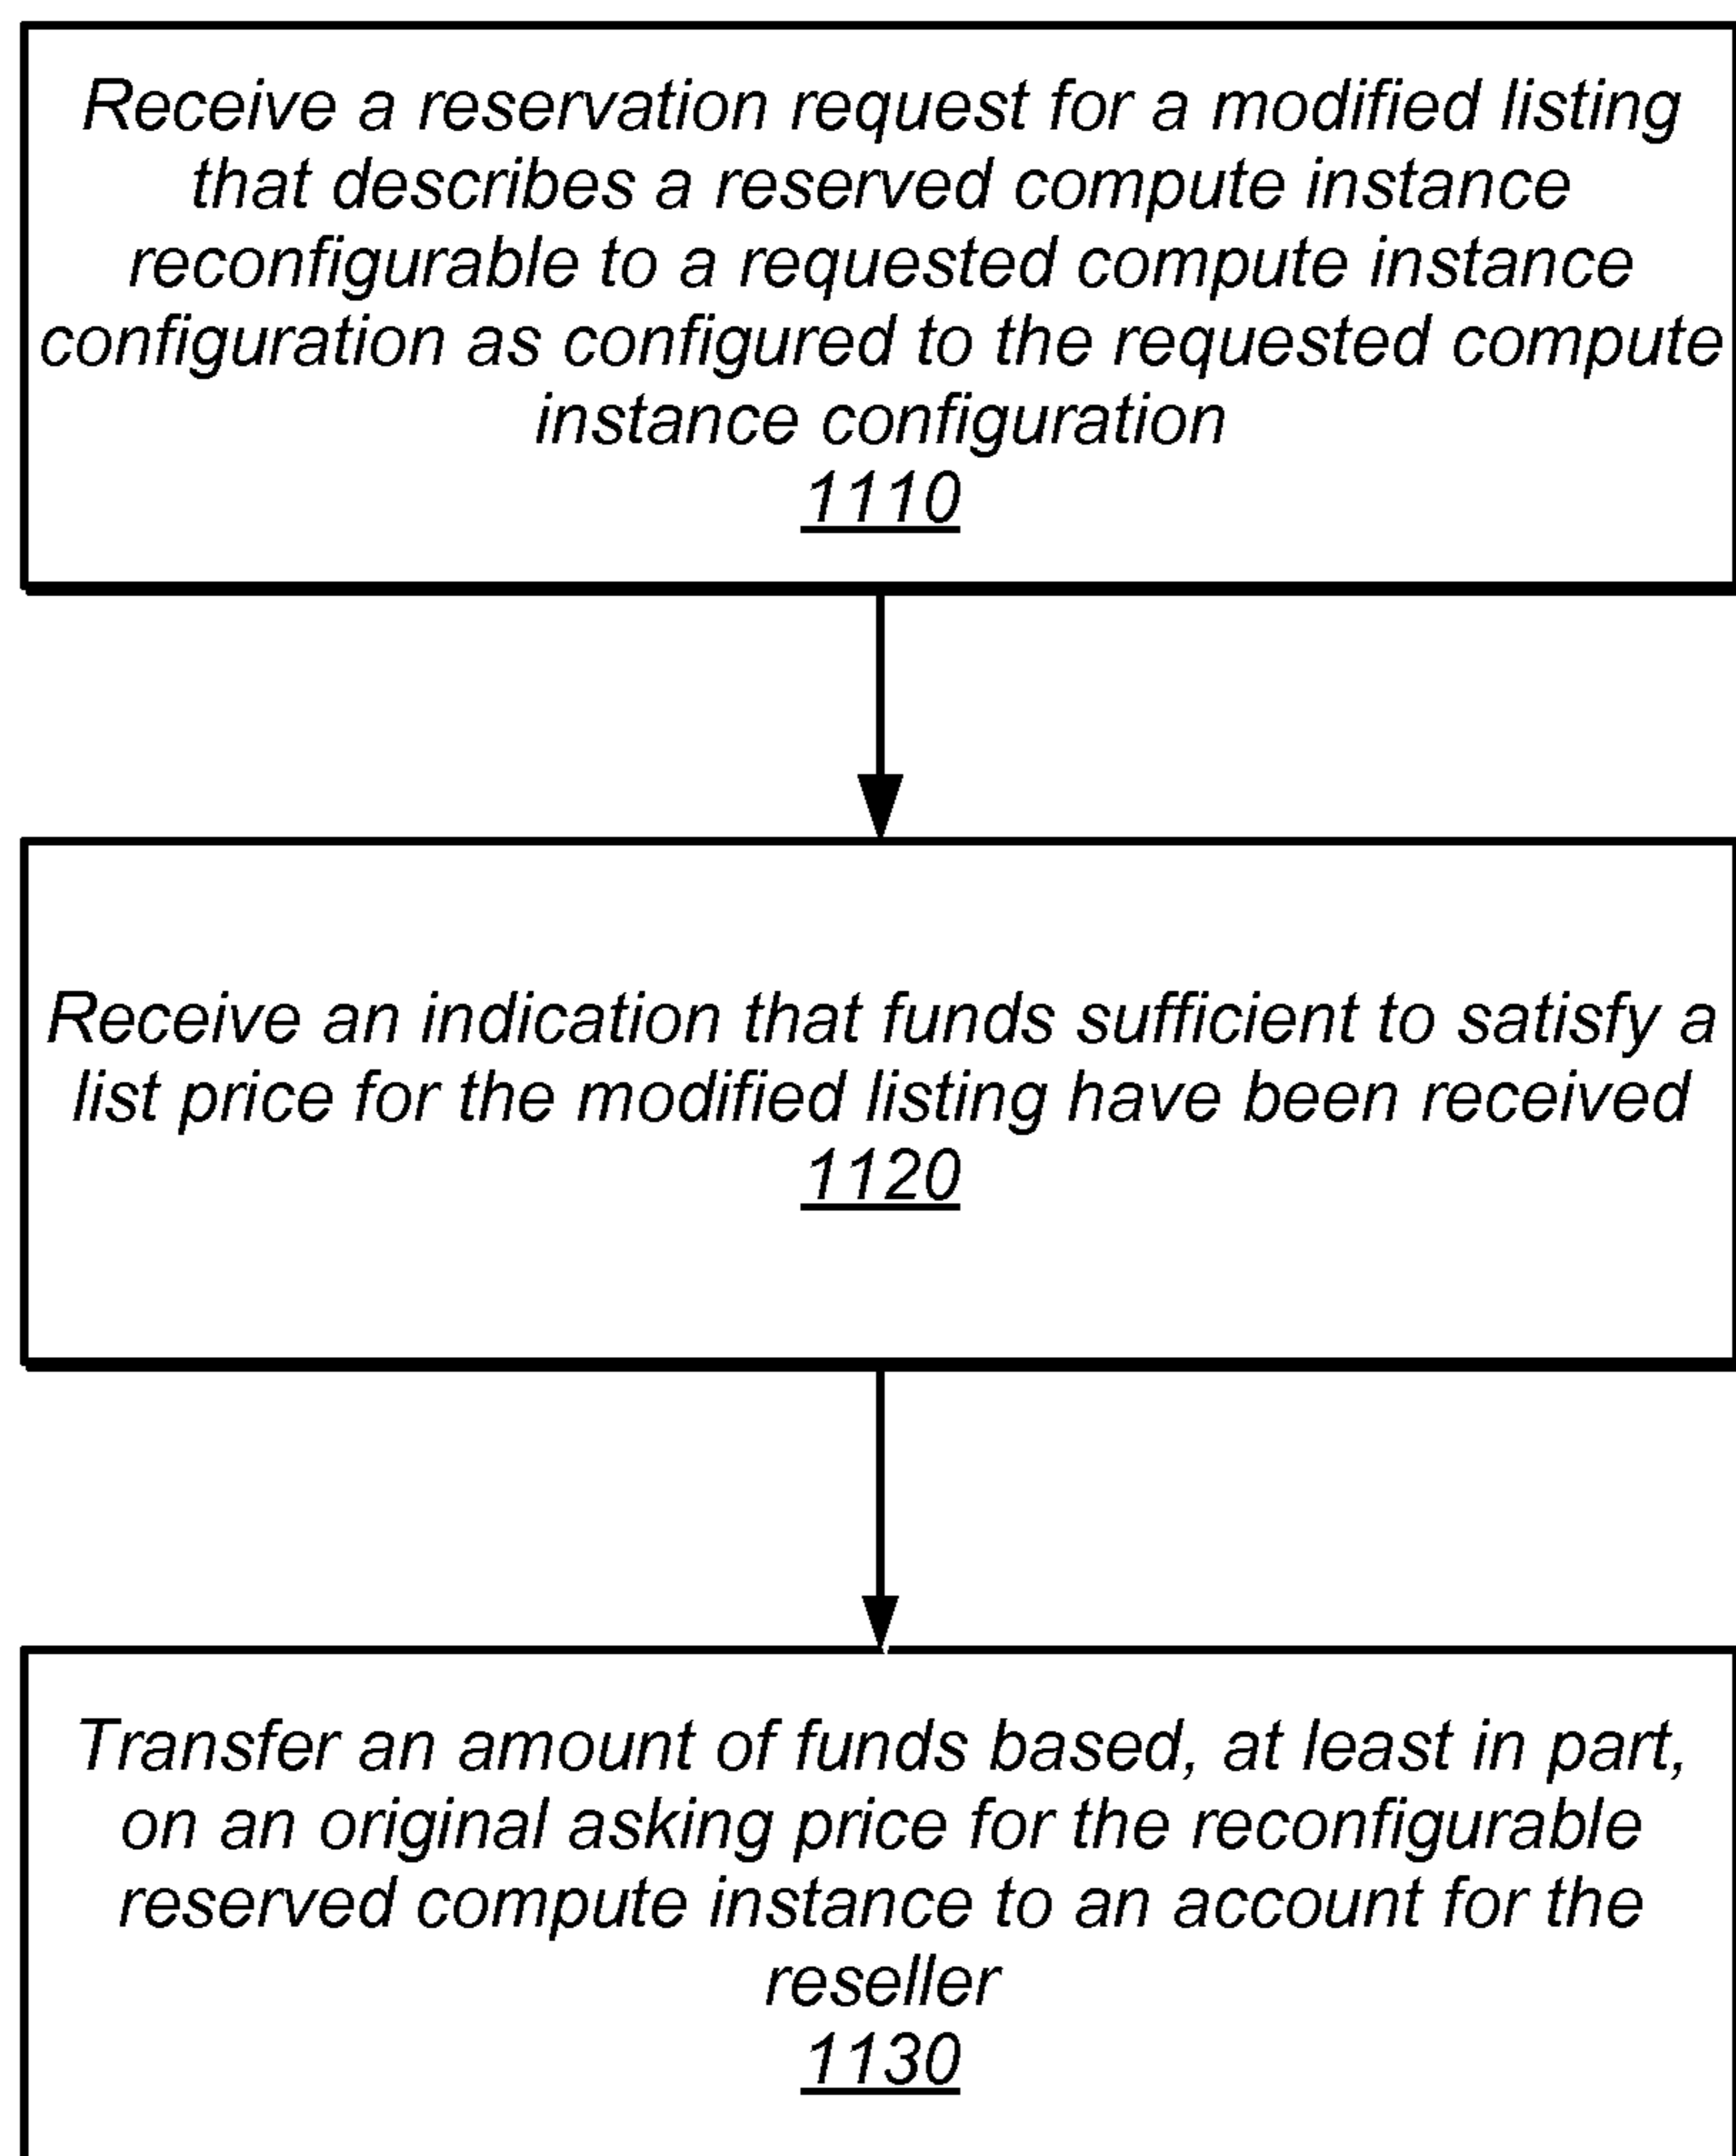 Receive a reservation request for a modified listing
that describes a reserved compute instance
reconfigurable to a requested compute instance
configuration as configured to the requested compute
instance configuration
1110
Receive an indication that funds sufficient to satisfy a
list price for the modified listing have been received
1120
Transfer an amount of funds based, at least in part,
on an original asking price for the reconfigurable
reserved compute instance to an account for the
reseller
1130